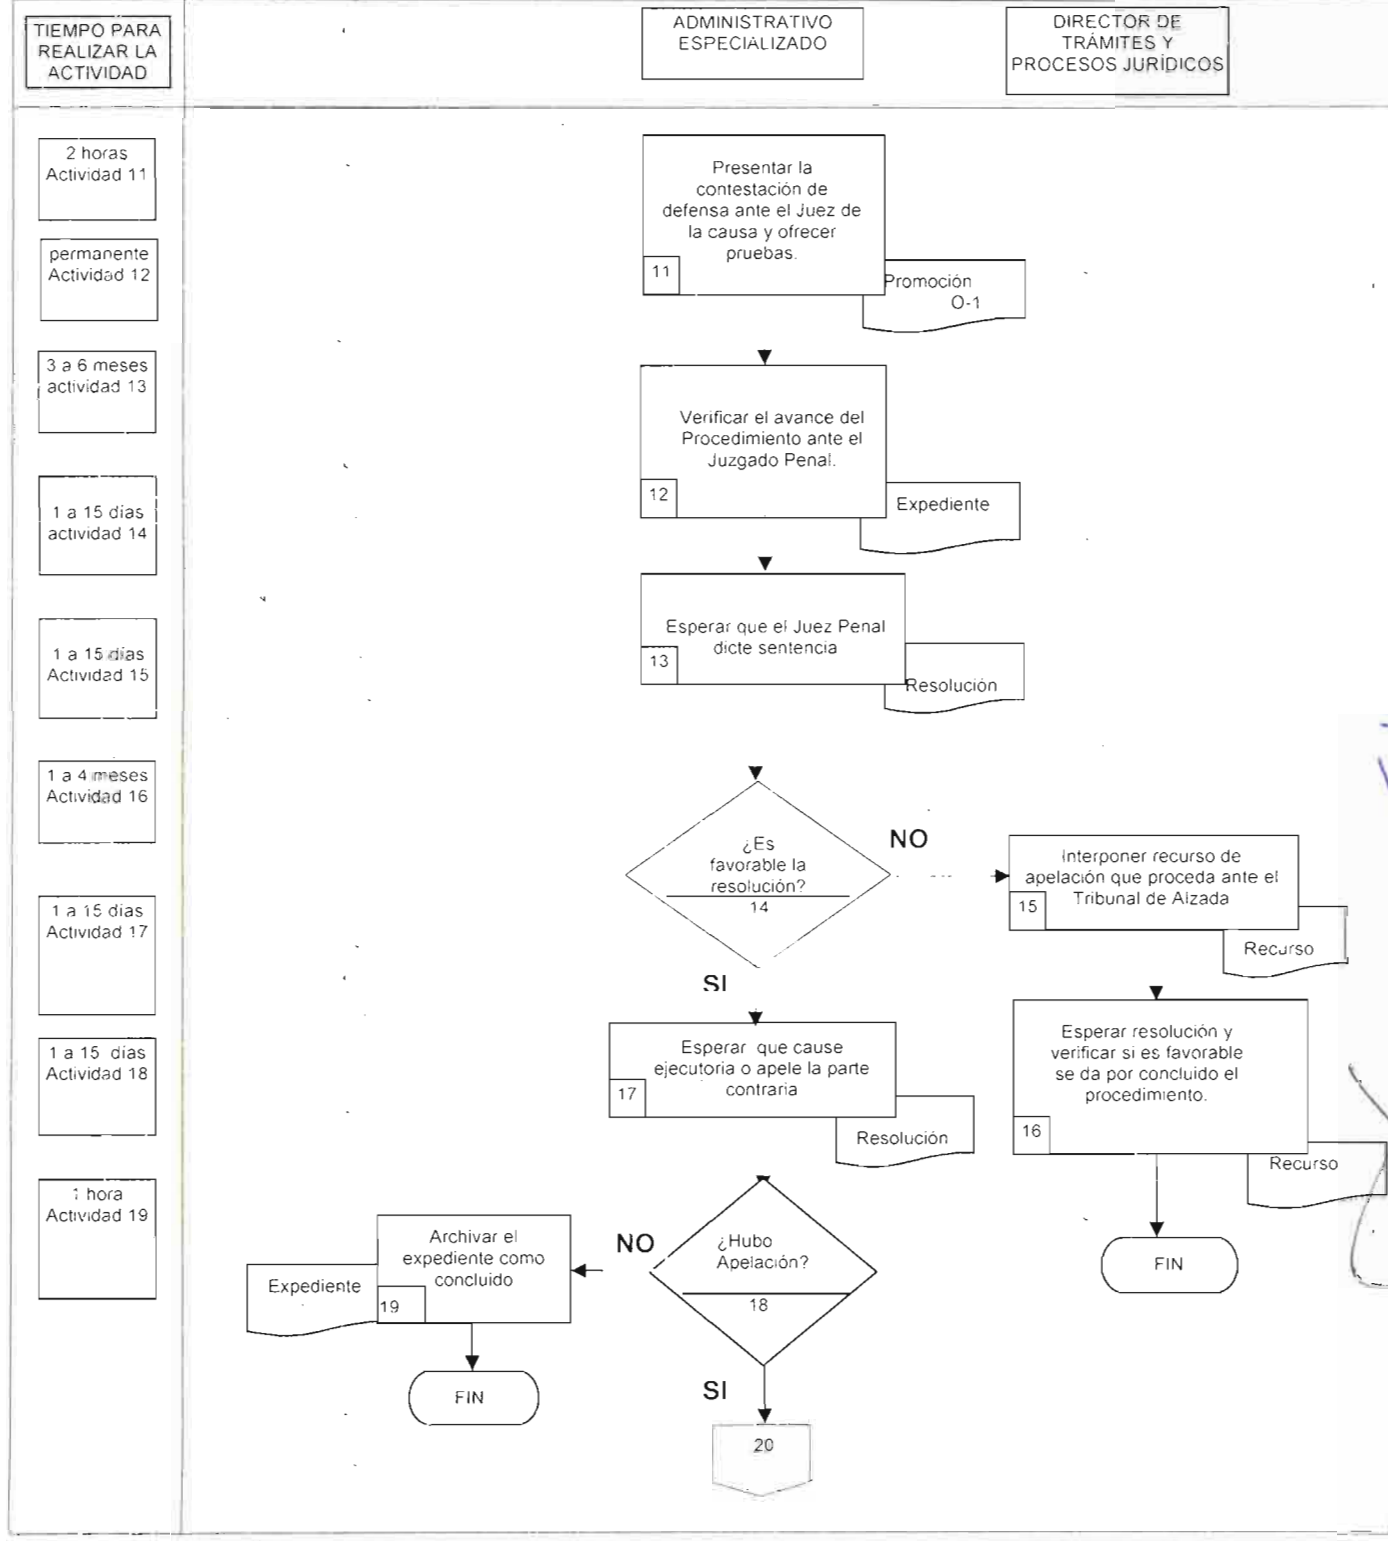 TIEMPO PARA
REALIZAR LA
ACTIVIDAD
ADMINISTRATIVO
ESPECIALIZADO
DIRECTOR DE
TRÁMITES Y
PROCESOS JURÍDICOS
2 horas
Actividad 11
permanente
Actividad 12
3 a 6 meses
actividad 13
1 a 15 días
actividad 14
1 a 15 días
Actividad 15
1 a 4 meses
Actividad 16
1 a 15 días
Actividad 17
1 a 15 días
Actividad 18
1 hora
Actividad 19
Presentar la
contestación de
defensa ante el Juez de
la causa y ofrecer
pruebas.
11
Promoción
O-1
Verificar el avance del
Procedimiento ante el
Juzgado Penal.
12
Expediente
Esperar que el Juez Penal
dicte sentencia
13
Resolución
¿Es
favorable la
resolución?
14
NO
Interponer recurso de
apelación que proceda ante el
Tribunal de Alzada
15
Recurso
SI
Esperar que cause
ejecutoria o apele la parte
contraria
17
Resolución
Esperar resolución y
verificar si es favorable
se da por concluido el
procedimiento.
16
Recurso
FIN
¿Hubo
Apelación?
18
NO
Archivar el
expediente como
concluido
19
Expediente
FIN
SI
20